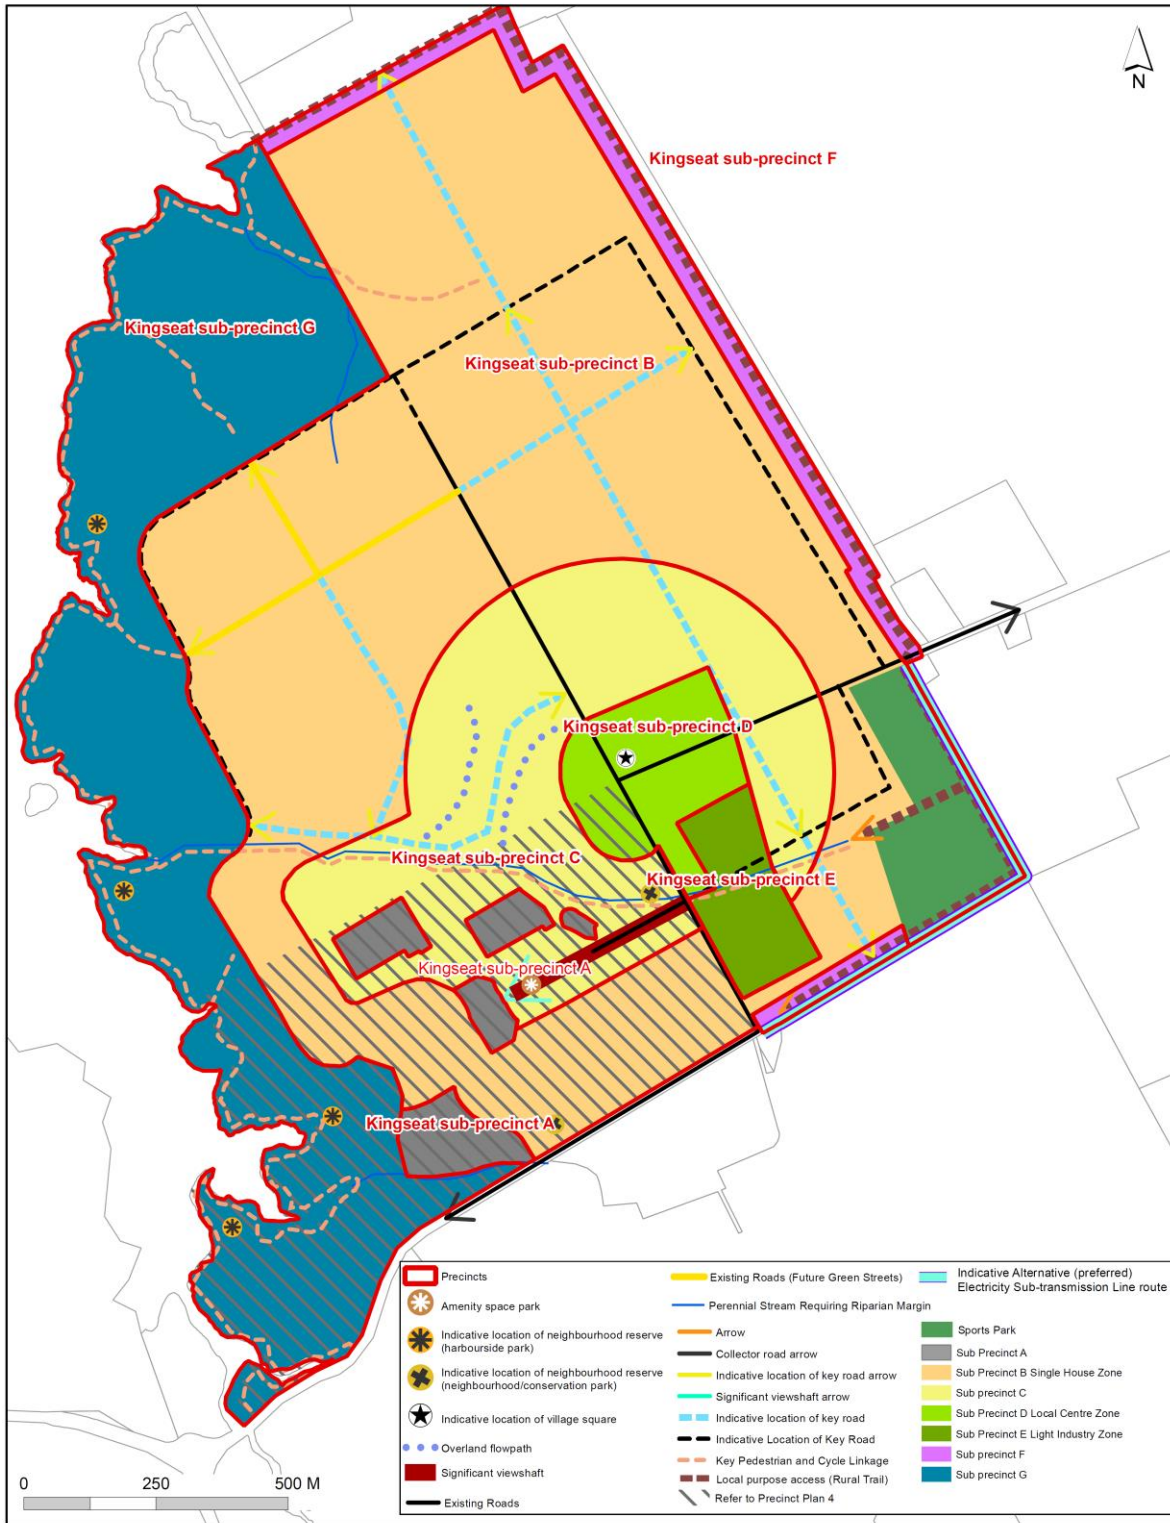 N
Kingseat sub-precinct F
Kingseat sub-precinct G
Kingseat sub-precinct B
Kingseat sub-precinct D
Kingseat sub-precinct C
Kingseat sub-precinct E
Kingseat sub-precinct A
Kingseat sub-precinct A
0 250 500 M
Precincts
Amenity space park
Indicative location of neighbourhood reserve
(harbourside park)
Indicative location of neighbourhood reserve
(neighbourhood/conservation park)
Indicative location of village square
Overland flowpath
Significant viewshaft
Existing Roads
Existing Roads (Future Green Streets)
Perennial Stream Requiring Riparian Margin
Arrow
Collector road arrow
Indicative location of key road arrow
Significant viewshaft arrow
Indicative location of key road
Indicative Location of Key Road
Key Pedestrian and Cycle Linkage
Local purpose access (Rural Trail)
Refer to Precinct Plan 4
Indicative Alternative (preferred)
Electricity Sub-transmission Line route
Sports Park
Sub Precinct A
Sub Precinct B Single House Zone
Sub precinct C
Sub Precinct D Local Centre Zone
Sub Precinct E Light Industry Zone
Sub precinct F
Sub precinct G